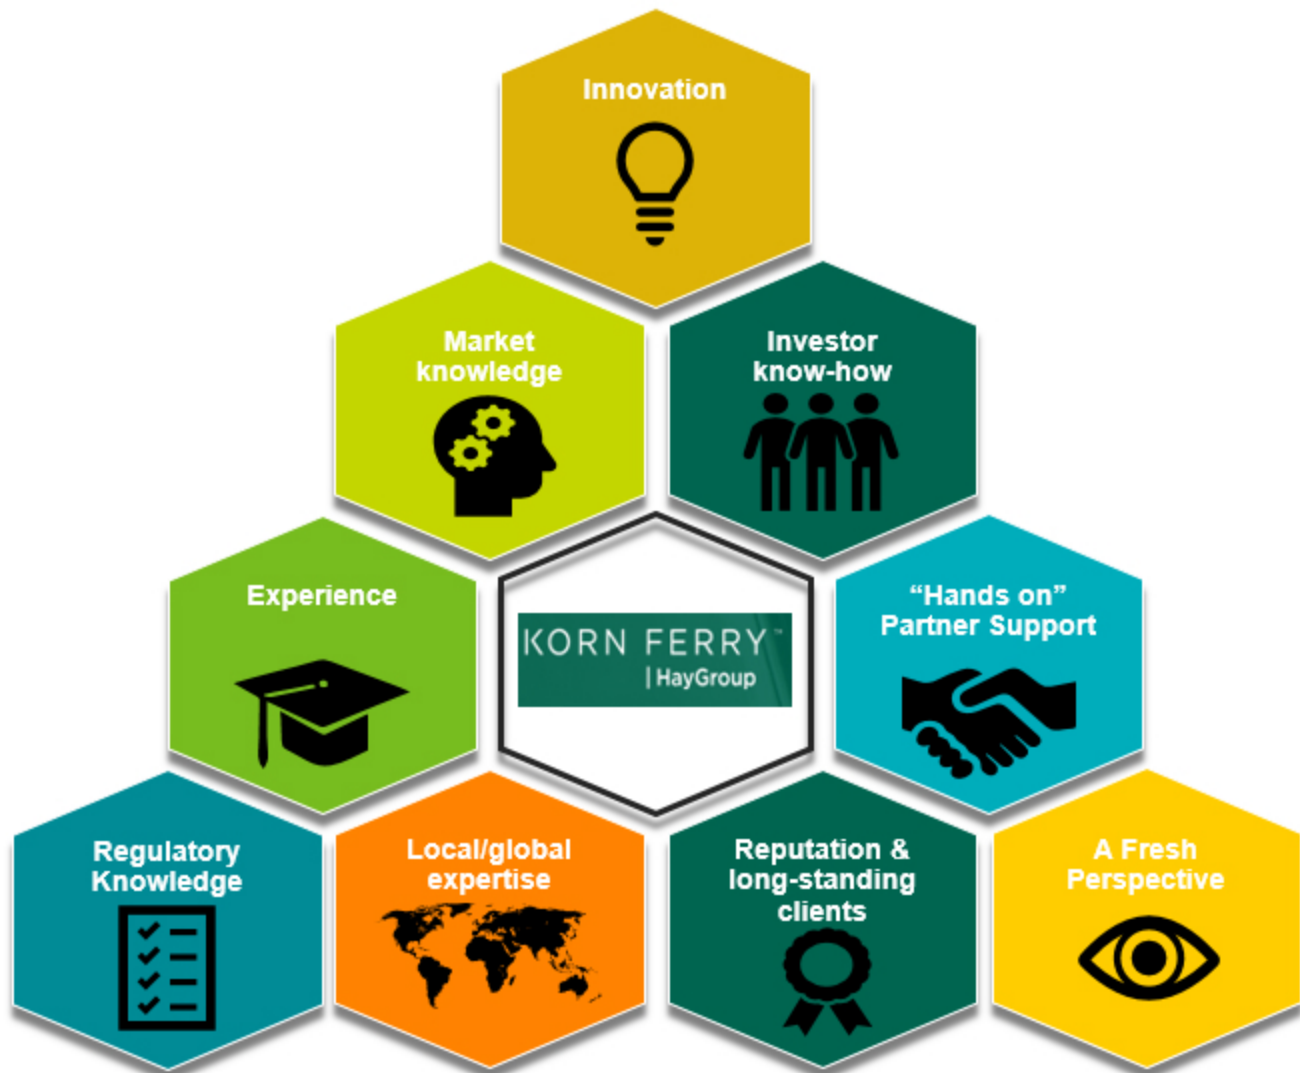 Innovation
Market
knowledge
Investor
know-how
Experience
KORN FERRY™
| HayGroup
“Hands on”
Partner Support
Regulatory
Knowledge
Local/global
expertise
Reputation &
long-standing
clients
A Fresh
Perspective